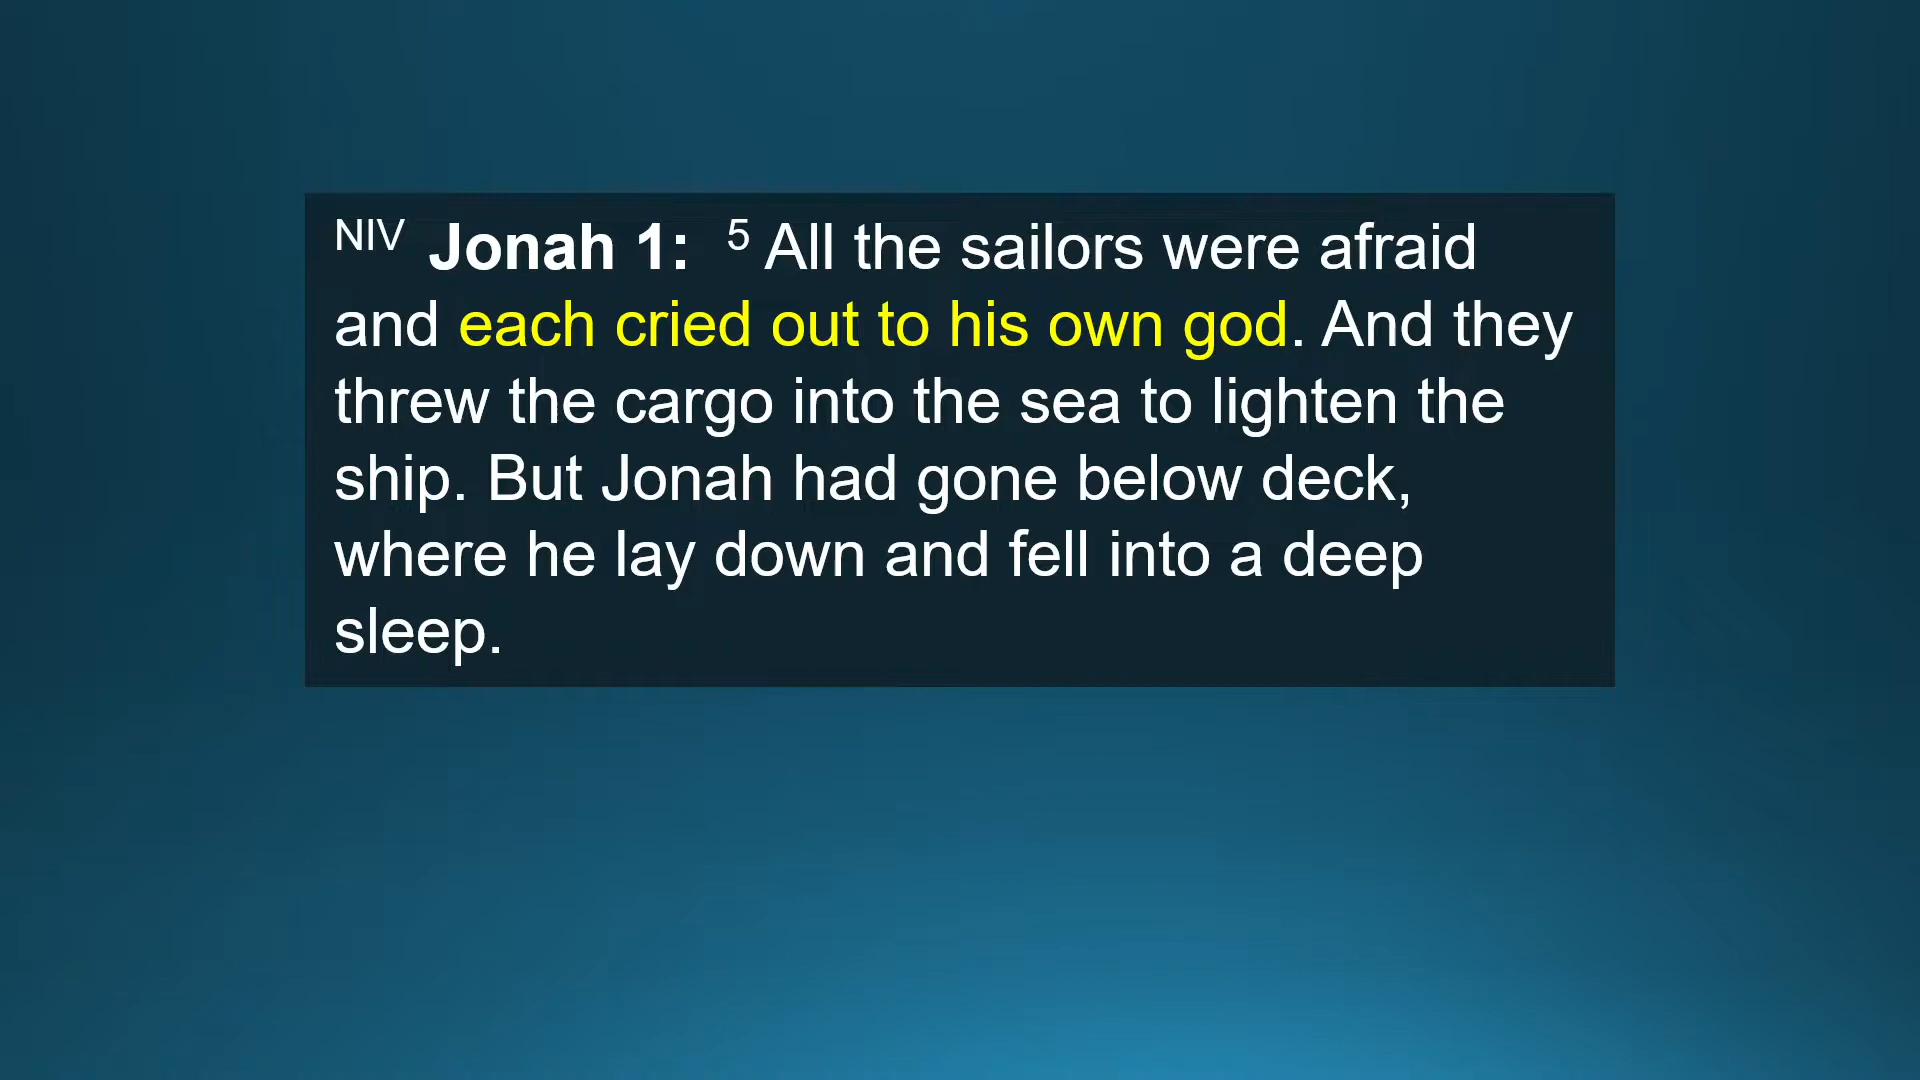 NIV Jonah 1: 5 All the sailors were afraid
and each cried out to his own god. And they
threw the cargo into the sea to lighten the
ship. But Jonah had gone below deck,
where he lay down and fell into a deep
sleep.